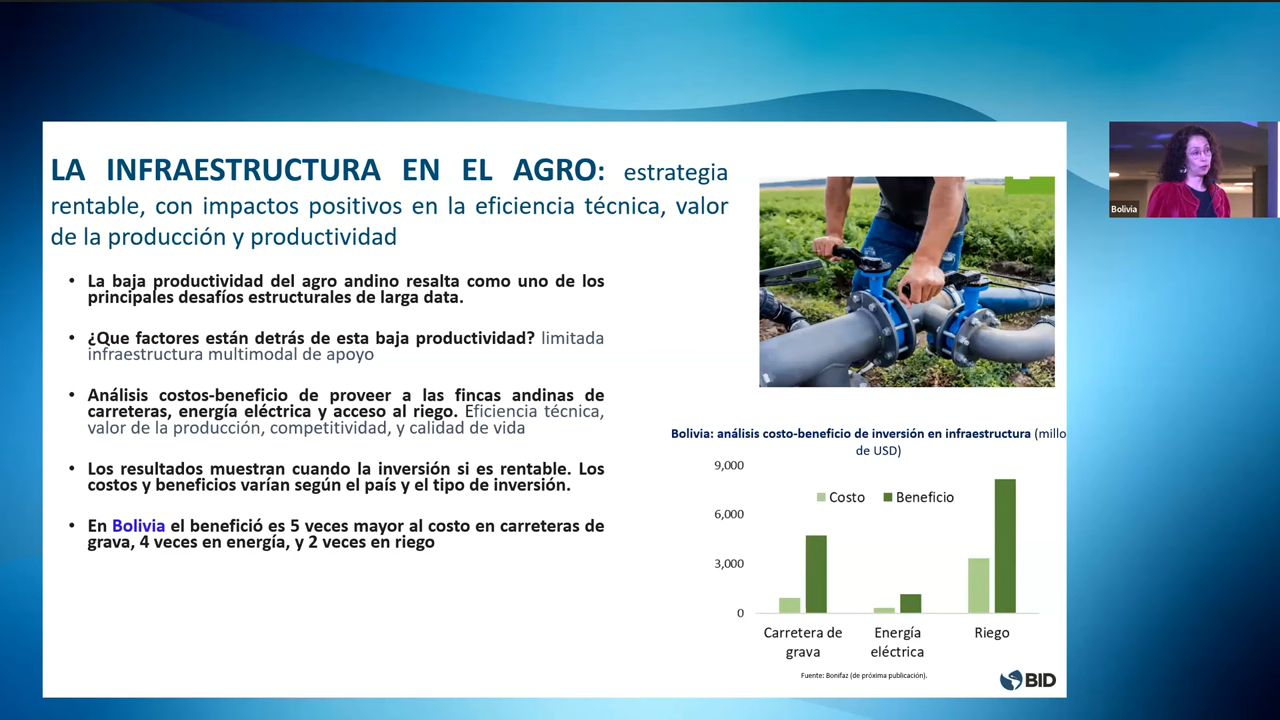 LA INFRAESTRUCTURA EN EL AGRO: estrategia
rentable, con impactos positivos en la eficiencia técnica, valor
de la producción y productividad
• La baja productividad del agro andino resalta como uno de los
principales desafíos estructurales de larga data.
• ¿Que factores están detrás de esta baja productividad? limitada
infraestructura multimodal de apoyo
• Análisis costos-beneficio de proveer a las fincas andinas de
carreteras, energía eléctrica y acceso al riego. Eficiencia técnica,
valor de la producción, competitividad, y calidad de vida
• Los resultados muestran cuando la inversión si es rentable. Los
costos y beneficios varían según el país y el tipo de inversión.
• En Bolivia el benefició es 5 veces mayor al costo en carreteras de
grava, 4 veces en energía, y 2 veces en riego
Bolivia: análisis costo-beneficio de inversión en infraestructura (millo
de USD)
9,000
6,000
3,000
0
Costo Beneficio
Carretera de
grava
Energía
eléctrica
Riego
Fuente: Bonifaz (de próxima publicación).
BID
Bolivia